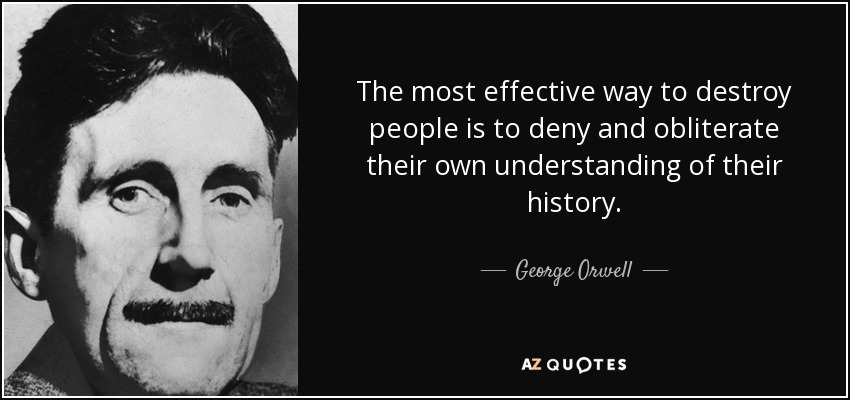 The most effective way to destroy
people is to deny and obliterate
their own understanding of their
history.
George Orwell
AZ QUOTES